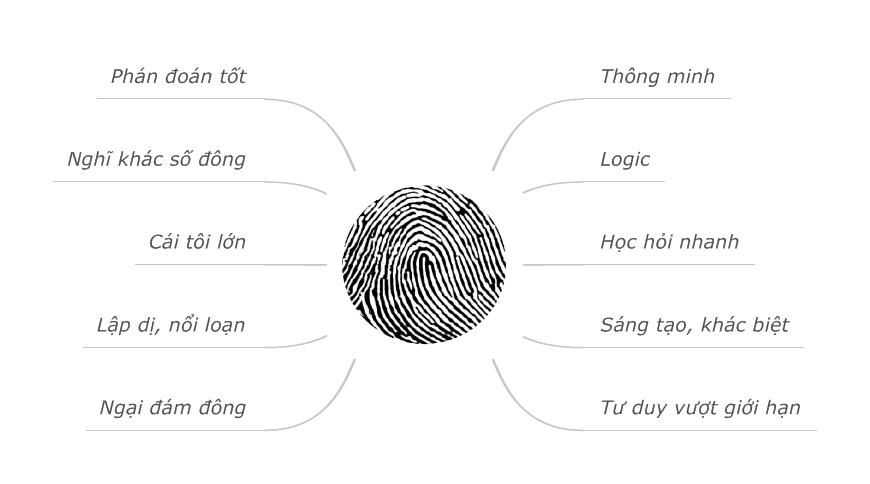 Phán đoán tốt
Nghĩ khác số đông
Cái tôi lớn
Lập dị, nổi loạn
Ngại đám đông
Thông minh
Logic
Học hỏi nhanh
Sáng tạo, khác biệt
Tư duy vượt giới hạn